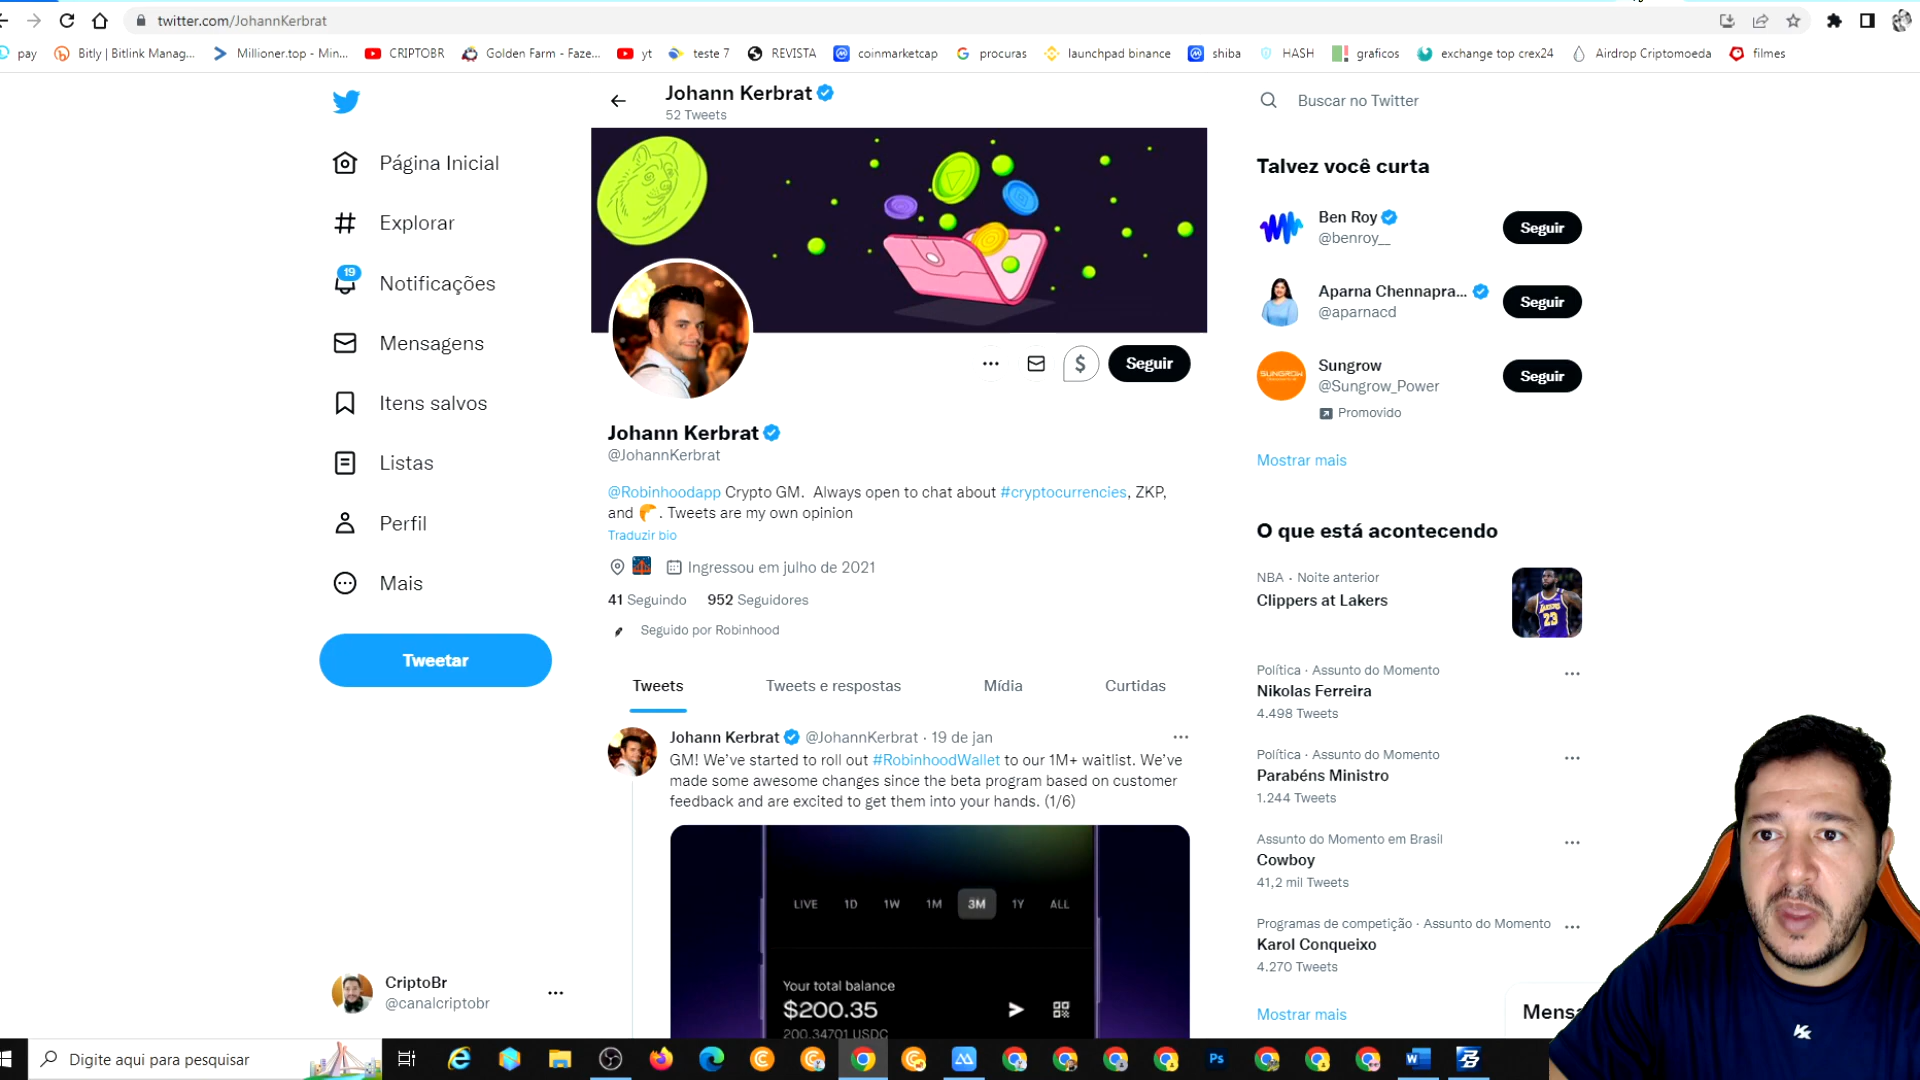 twitter.com/JohannKerbrat
pay
Bitly | Bitlink Manag...
Millioner.top - Min...
CRIPTOBR
Golden Farm - Faze...
yt
teste 7
REVISTA
coinmarketcap
procuras
launchpad binance
shiba
HASH
graficos
exchange top crex24
Airdrop Criptomoeda
filmes
Página Inicial
Explorar
19
Notificações
Mensagens
Itens salvos
Listas
Perfil
Mais
Tweetar
CriptoBr
@canalcriptobr
Johann Kerbrat
52 Tweets
$
Seguir
Johann Kerbrat
@JohannKerbrat
@Robinhoodapp Crypto GM. Always open to chat about #cryptocurrencies, ZKP,
and 🥐. Tweets are my own opinion
Traduzir bio
Ingressou em julho de 2021
41 Seguindo 952 Seguidores
Seguido por Robinhood
Tweets
Tweets e respostas
Mídia
Curtidas
Johann Kerbrat @JohannKerbrat · 19 de jan
GM! We've started to roll out #RobinhoodWallet to our 1M+ waitlist. We've
made some awesome changes since the beta program based on customer
feedback and are excited to get them into your hands. (1/6)
LIVE 1D 1W 1M 3M 1Y ALL
Your total balance
$200.35
200.34701 USDC
Buscar no Twitter
Talvez você curta
Ben Roy
@benroy__
Seguir
Aparna Chennapra...
@aparnacd
Seguir
SUNGROW
Sungrow
@Sungrow_Power
Promovido
Seguir
Mostrar mais
O que está acontecendo
NBA · Noite anterior
Clippers at Lakers
LAKERS
23
Política · Assunto do Momento
Nikolas Ferreira
4.498 Tweets
Política · Assunto do Momento
Parabéns Ministro
1.244 Tweets
Assunto do Momento em Brasil
Cowboy
41,2 mil Tweets
Programas de competição · Assunto do Momento
Karol Conqueixo
4.270 Tweets
Mostrar mais
Mensa
Digite aqui para pesquisar
Ps